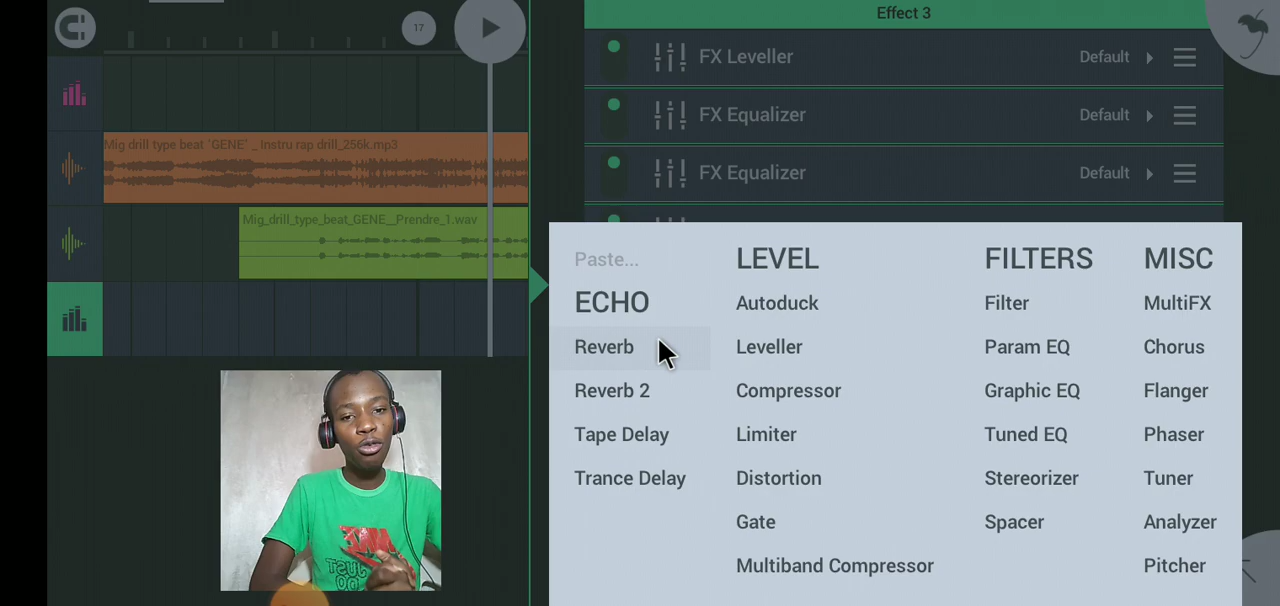 17
Effect 3
FX Leveller
Default
FX Equalizer
Default
FX Equalizer
Default
Mig drill type beat 'GENE' _ Instru rap drill_256k.mp3
Mig_drill_type_beat_GENE__Prendre_1.wav
Paste...
ECHO
Reverb
Reverb 2
Tape Delay
Trance Delay
LEVEL
Autoduck
Leveller
Compressor
Limiter
Distortion
Gate
Multiband Compressor
FILTERS
Filter
Param EQ
Graphic EQ
Tuned EQ
Stereorizer
Spacer
MISC
MultiFX
Chorus
Flanger
Phaser
Tuner
Analyzer
Pitcher